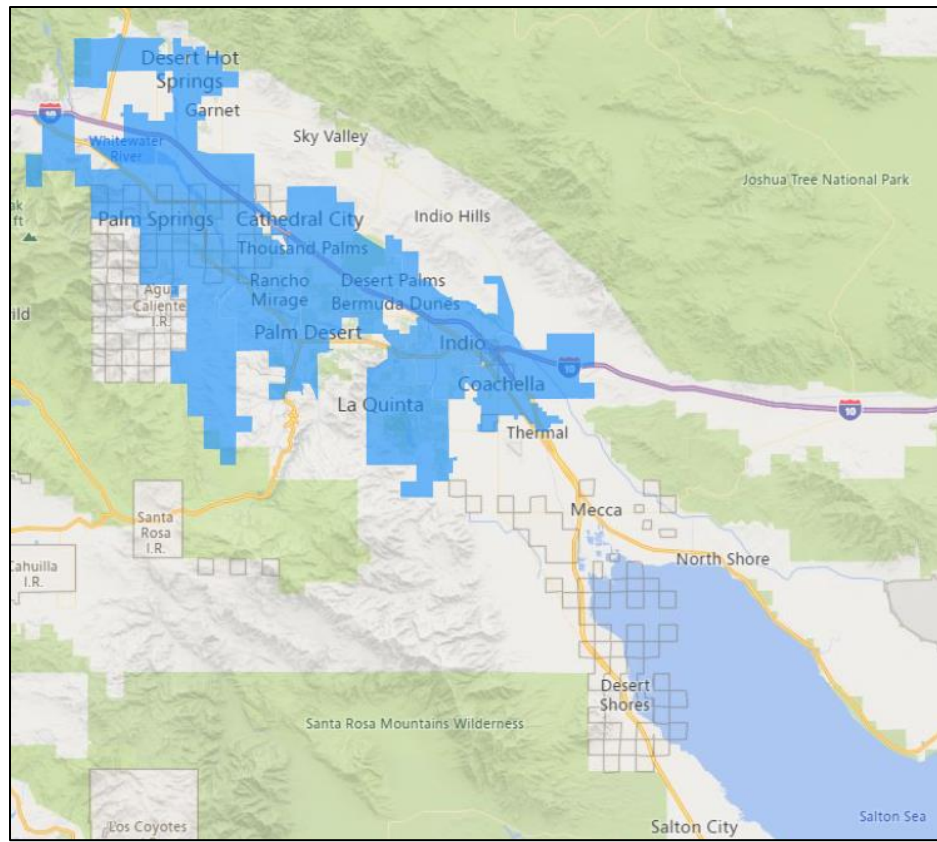 Desert Hot
Springs
Garnet
Whitewater
River
Sky Valley
Joshua Tree National Park
Palm Springs
Cathedral City
Indio Hills
Thousand Palms
Rancho
Mirage
Desert Palms
Bermuda Dunes
Agua
Caliente
I.R.
ild
Palm Desert
Indio
Coachella
10
La Quinta
10
Thermal
Mecca
Santa
Rosa
I.R.
North Shore
Cahuilla
I.R.
Desert
Shores
Santa Rosa Mountains Wilderness
Los Coyotes
Salton City
Salton Sea